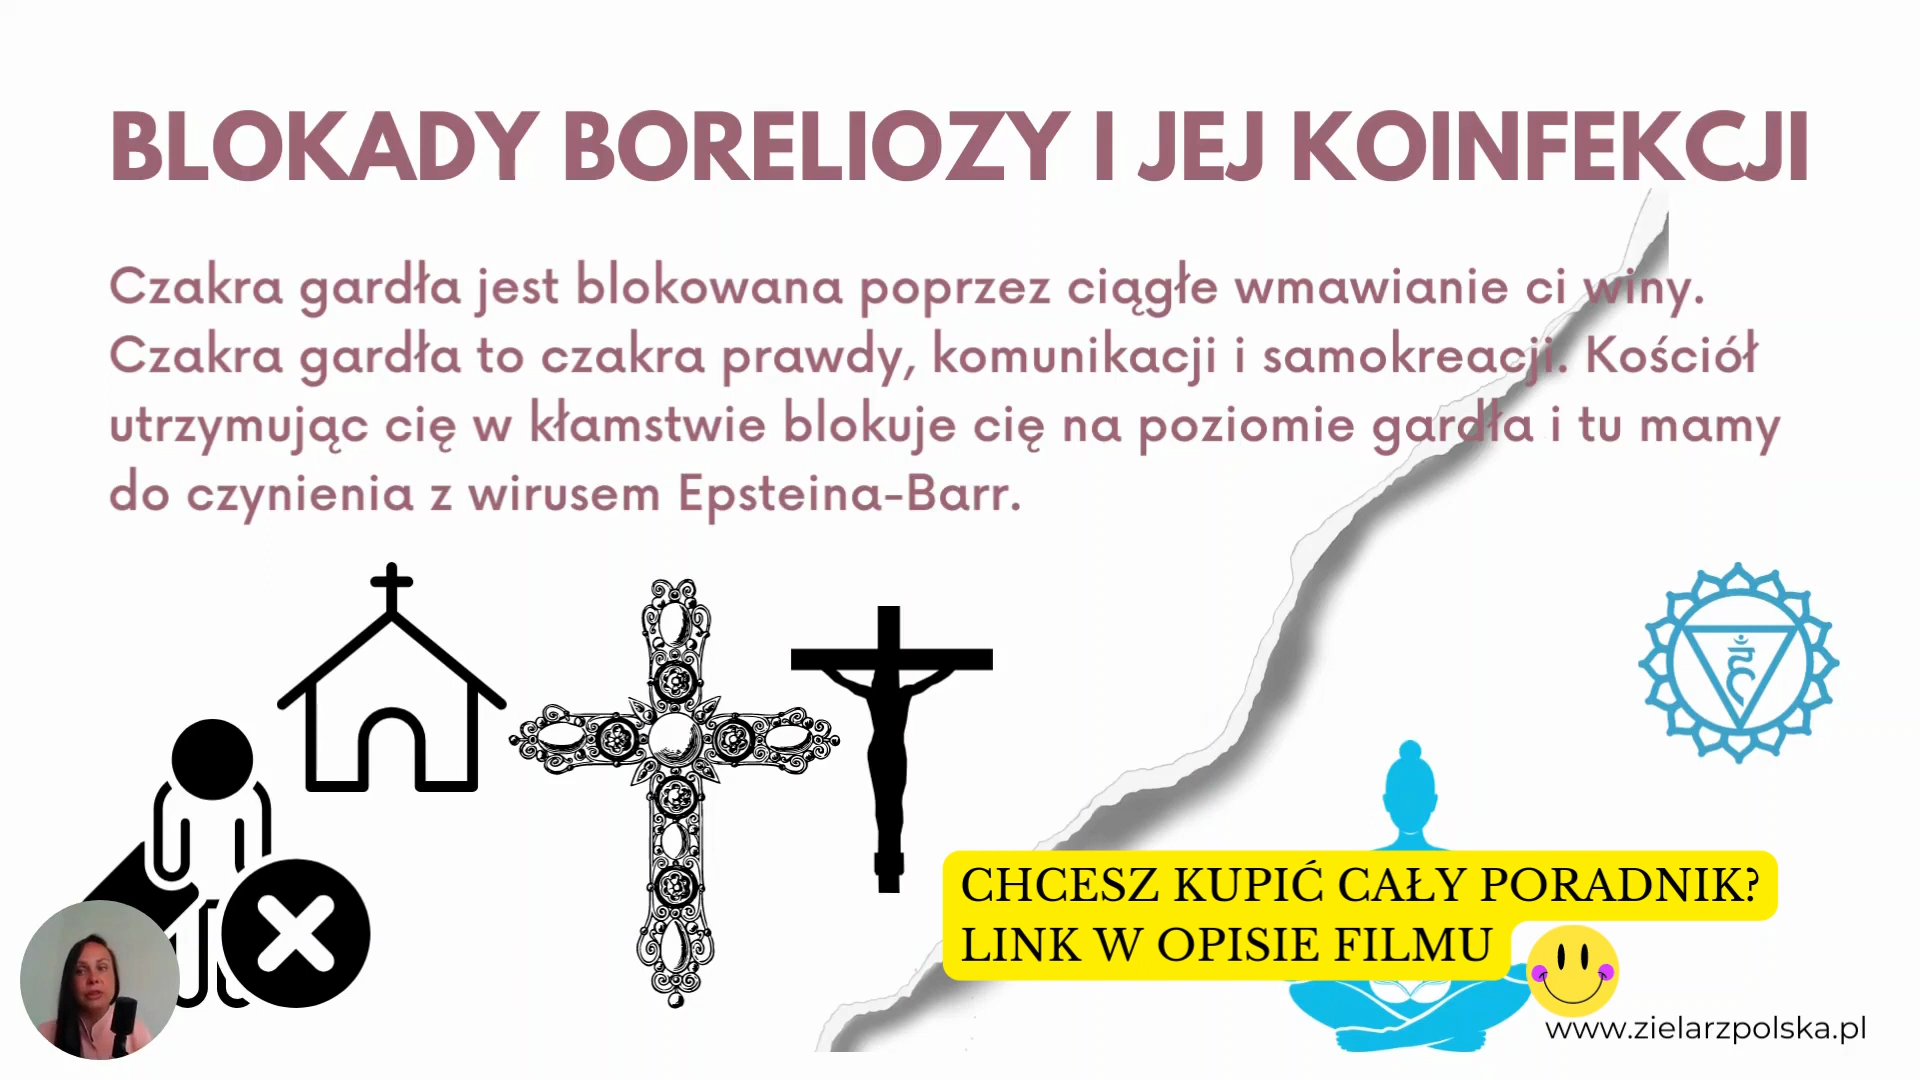 BLOKADY BORELIOZY I JEJ KOINFEKCJI
Czakra gardła jest blokowana poprzez ciągłe wmawianie ci winy.
Czakra gardła to czakra prawdy, komunikacji i samokreacji. Kościół
utrzymując cię w kłamstwie blokuje cię na poziomie gardła i tu mamy
do czynienia z wirusem Epsteina-Barr.
CHCESZ KUPIĆ CAŁY PORADNIK?
LINK W OPISIE FILMU
www.zielarzpolska.pl